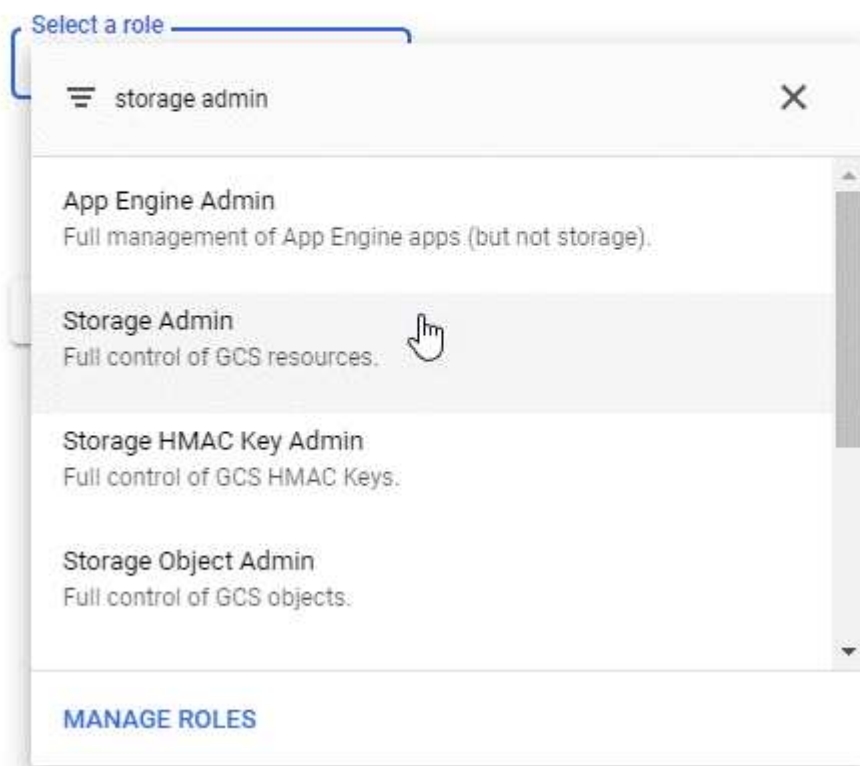 Select a role
storage admin
App Engine Admin
Full management of App Engine apps (but not storage).
Storage Admin
Full control of GCS resources.
Storage HMAC Key Admin
Full control of GCS HMAC Keys.
Storage Object Admin
Full control of GCS objects.
MANAGE ROLES